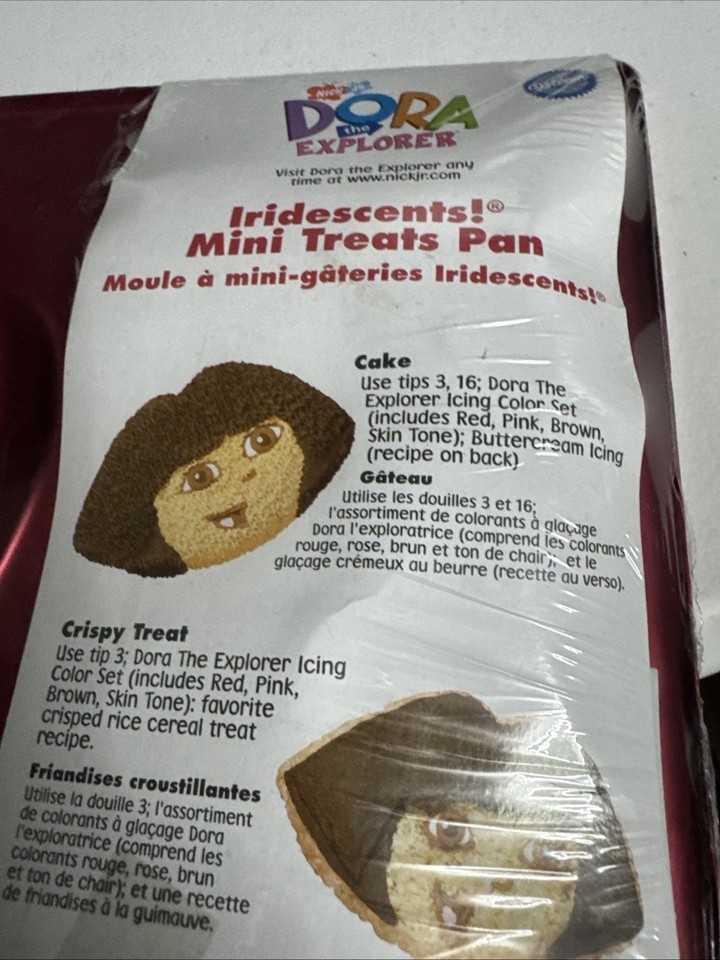 Nick Jr.
DORA
the
EXPLORER
Visit Dora the Explorer any
time at www.nickjr.com
Iridescents!®
Mini Treats Pan
Moule à mini-gâteries Iridescents!®
Cake
Use tips 3, 16; Dora The
Explorer Icing Color Set
(includes Red, Pink, Brown,
Skin Tone); Buttercream Icing
(recipe on back)
Gâteau
Utilise les douilles 3 et 16;
l'assortiment de colorants à glaçage
Dora l'exploratrice (comprend les colorants
rouge, rose, brun et ton de chair); et le
glaçage crémeux au beurre (recette au verso).
Crispy Treat
Use tip 3; Dora The Explorer Icing
Color Set (includes Red, Pink,
Brown, Skin Tone): favorite
crisped rice cereal treat
recipe.
Friandises croustillantes
Utilise la douille 3; l'assortiment
de colorants à glaçage Dora
l'exploratrice (comprend les
colorants rouge, rose, brun
et ton de chair); et une recette
de friandises à la guimauve.